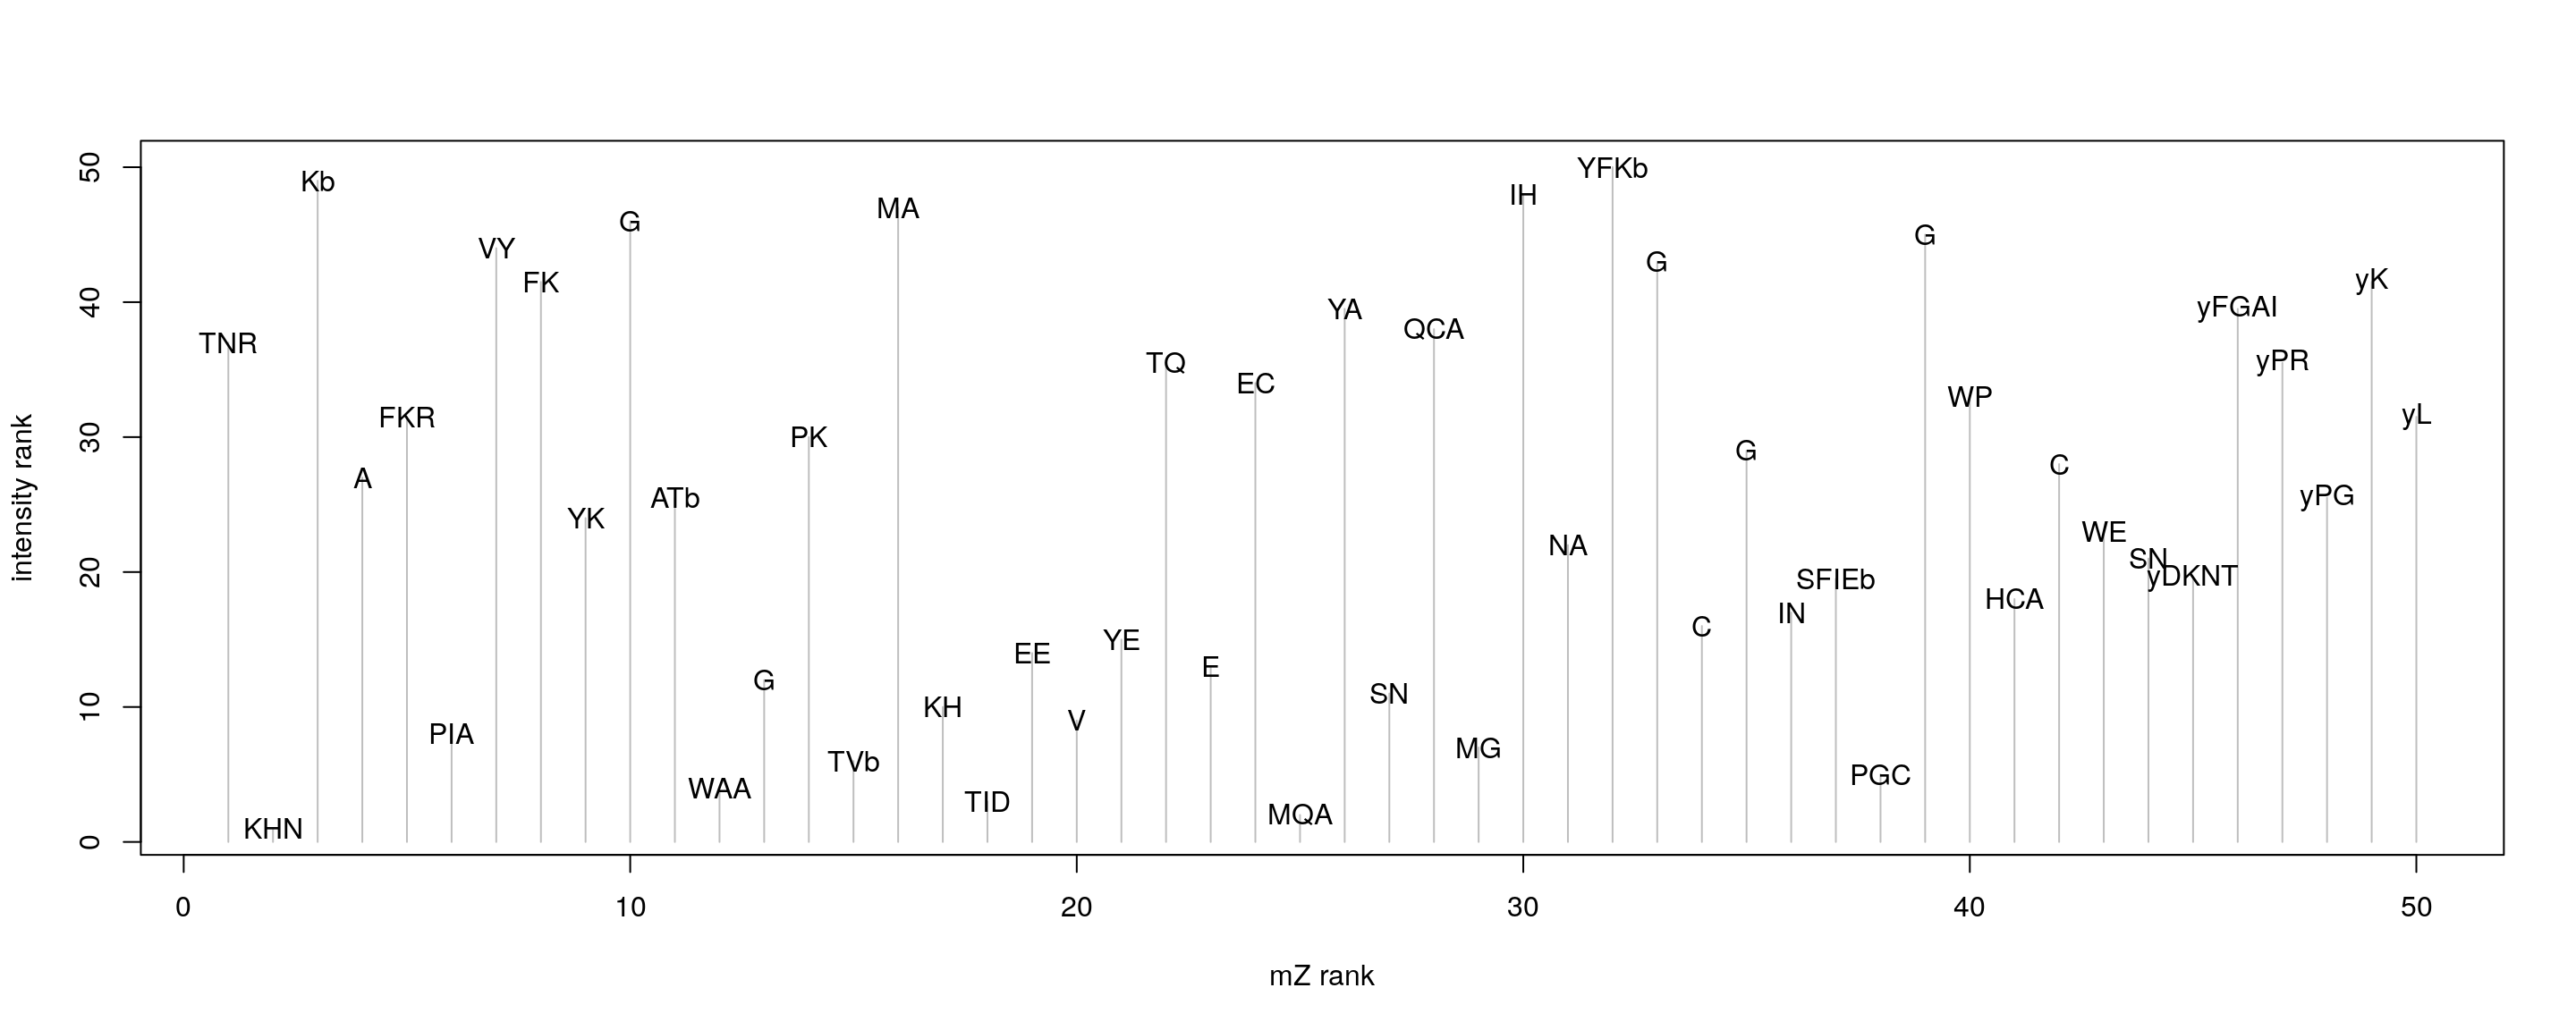 50
40
30
20
10
0
intensity rank
TNR
KHN
Kb
A
FKR
PIA
VY
FK
YK
G
ATb
WAA
G
PK
TVb
MA
KH
TID
EE
V
YE
TQ
E
EC
MQA
YA
SN
QCA
MG
IH
NA
YFKb
G
C
G
IN
SFIEb
PGC
G
WP
HCA
C
WE
SN
yDKNT
yFGAI
yPR
yPG
yK
yL
0 10 20 30 40 50
mZ rank